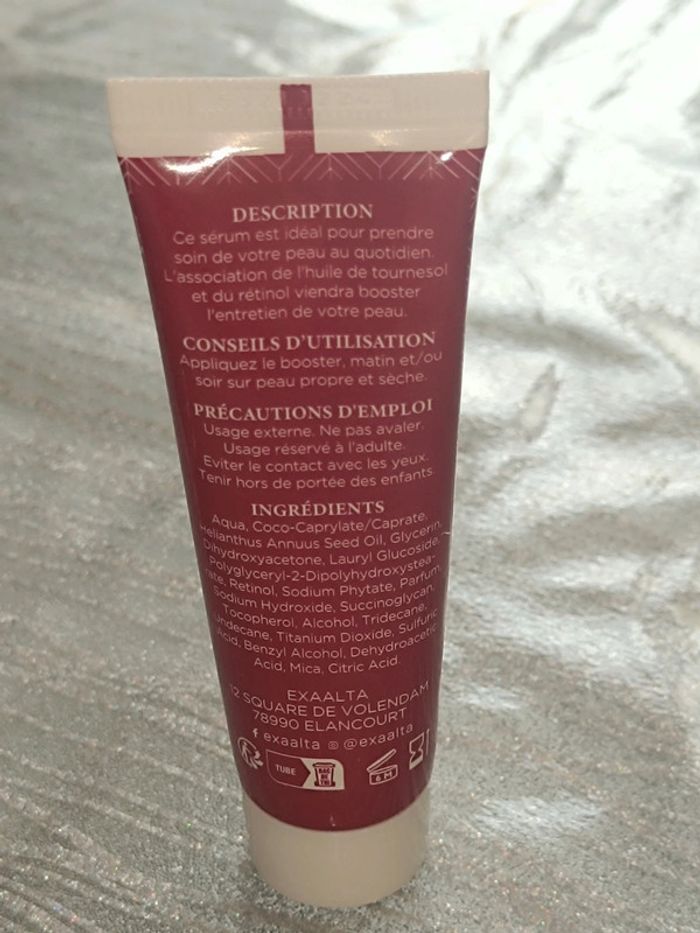 DESCRIPTION
Ce sérum est idéal pour prendre
soin de votre peau au quotidien.
L'association de l'huile de tournesol
et du rétinol viendra booster
l'entretien de votre peau.
CONSEILS D'UTILISATION
Appliquez le booster, matin et/ou
soir sur peau propre et sèche.
PRÉCAUTIONS D'EMPLOI
Usage externe. Ne pas avaler.
Usage réservé à l'adulte.
Eviter le contact avec les yeux.
Tenir hors de portée des enfants.
INGRÉDIENTS
Aqua, Coco-Caprylate/Caprate,
Helianthus Annuus Seed Oil, Glycerin,
Dihydroxyacetone, Lauryl Glucoside,
Polyglyceryl-2-Dipolyhydroxystea-
rate, Retinol, Sodium Phytate, Parfum,
Sodium Hydroxide, Succinoglycan,
Tocopherol, Alcohol, Tridecane,
Undecane, Titanium Dioxide, Sulfuric
Acid, Benzyl Alcohol, Dehydroacetic
Acid, Mica, Citric Acid.
EXAALTA
12 SQUARE DE VOLENDAM
78990 ELANCOURT
exaalta @exaalta
TUBE BAC DE TRI 6 M